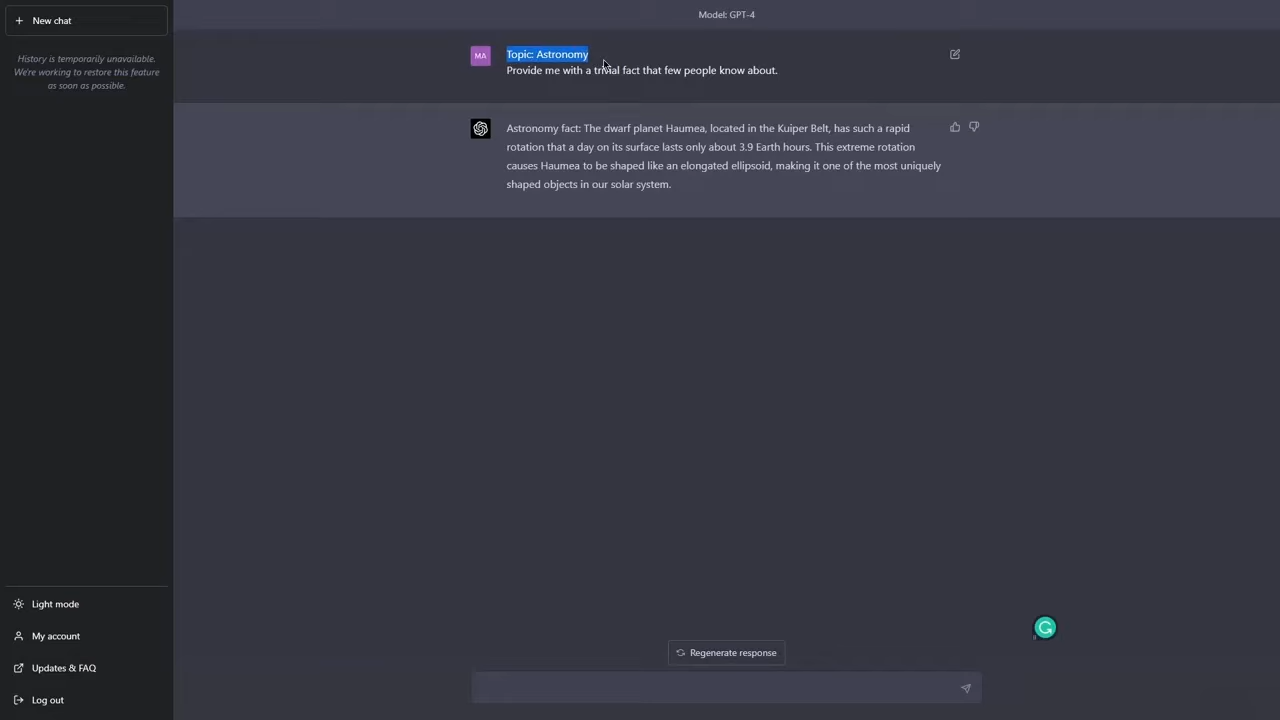 New chat
History is temporarily unavailable.
We're working to restore this feature
as soon as possible.
Model: GPT-4
MA
Topic: Astronomy
Provide me with a trivial fact that few people know about.
Astronomy fact: The dwarf planet Haumea, located in the Kuiper Belt, has such a rapid
rotation that a day on its surface lasts only about 3.9 Earth hours. This extreme rotation
causes Haumea to be shaped like an elongated ellipsoid, making it one of the most uniquely
shaped objects in our solar system.
Regenerate response
Light mode
My account
Updates & FAQ
Log out